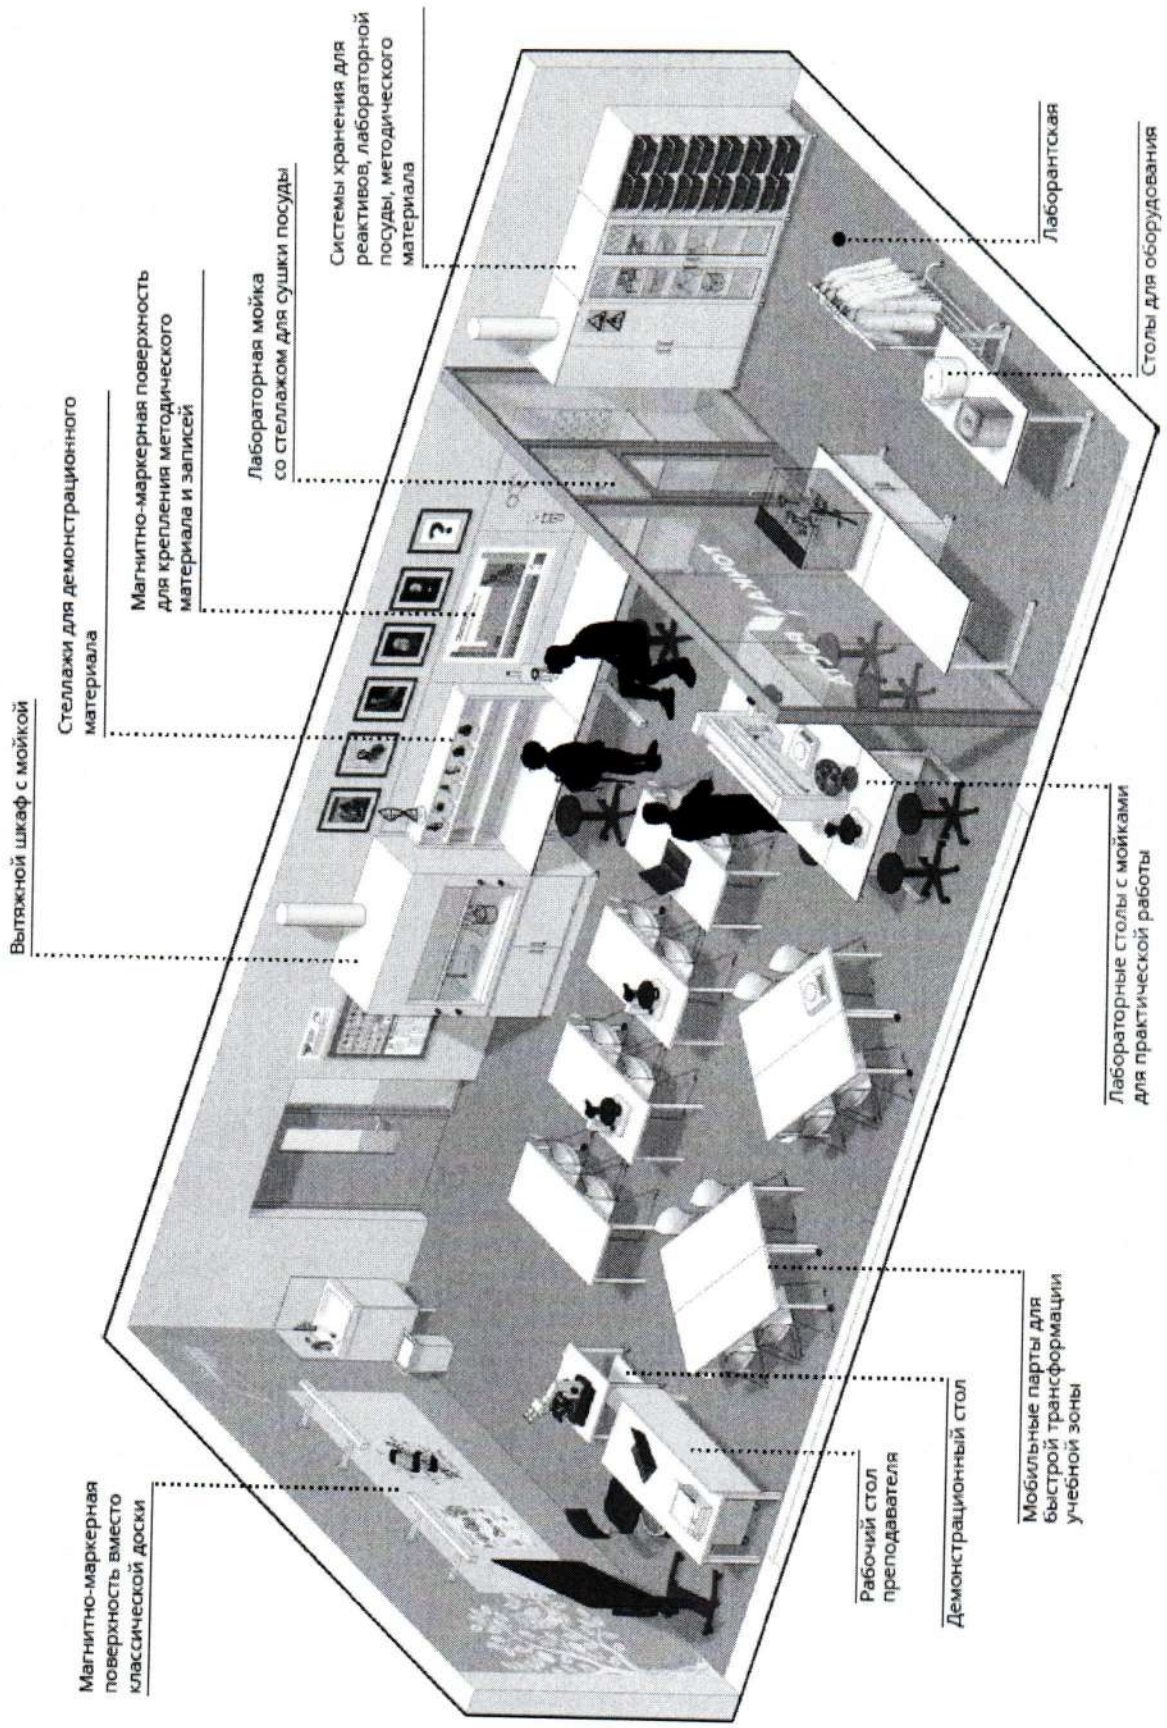 Магнитно-маркерная
поверхность вместо
классической доски
Вытяжной шкаф с мойкой
Стеллажи для демонстрационного
материала
Магнитно-маркерная поверхность
для крепления методического
материала и записей
Лабораторная мойка
со стеллажом для сушки посуды
Системы хранения для
реактивов, лабораторной
посуды, методического
материала
Рабочий стол
преподавателя
Демонстрационный стол
Мобильные парты для
быстрой трансформации
учебной зоны
Лабораторные столы с мойками
для практической работы
Лаборантская
Столы для оборудования